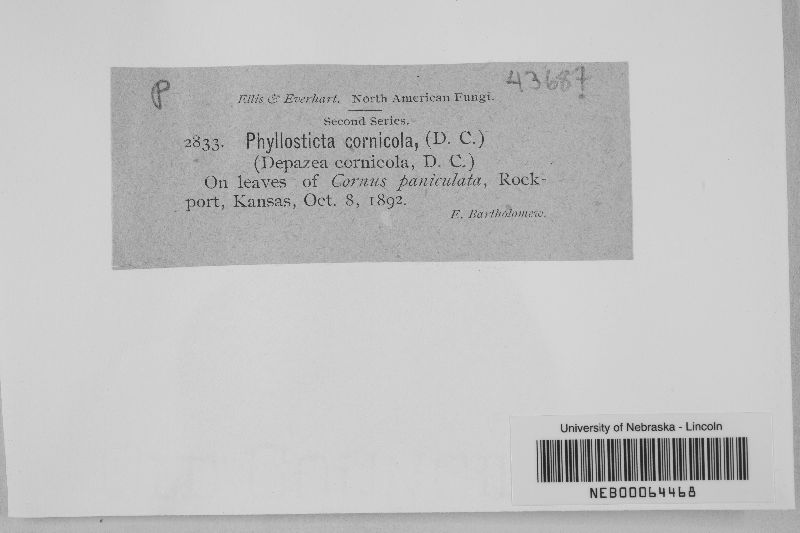 P
43687
Ellis & Everhart. North American Fungi.
Second Series.
2833. Phyllosticta cornicola, (D. C.)
(Depazea cornicola, D. C.)
On leaves of Cornus paniculata, Rock-
port, Kansas, Oct. 8, 1892.
E. Bartholomew.
University of Nebraska - Lincoln
NEB00064468